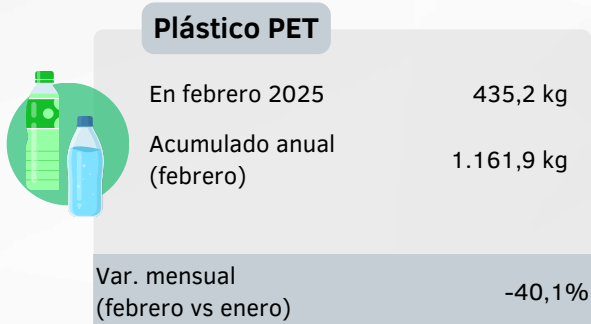 Plástico PET
En febrero 2025 435,2 kg
Acumulado anual
(febrero) 1.161,9 kg
Var. mensual
(febrero vs enero) -40,1%